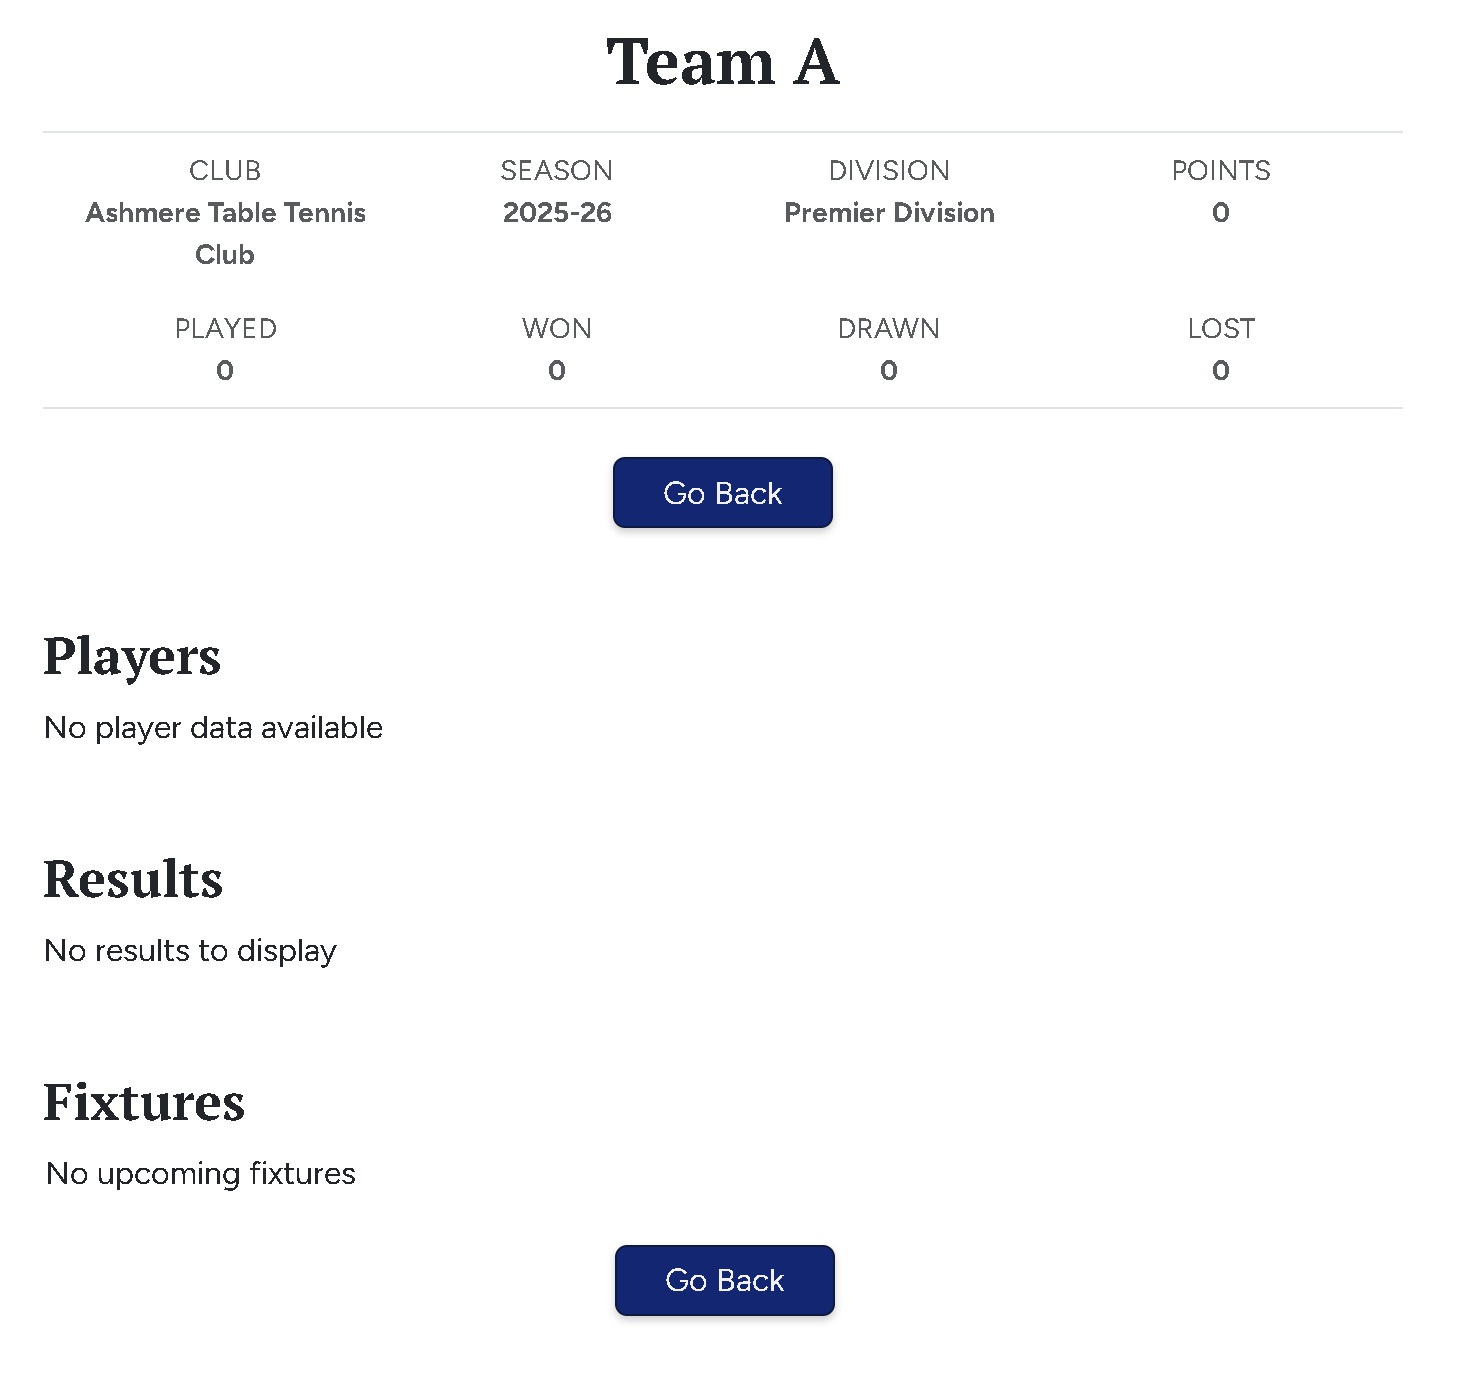 Team A
CLUB
Ashmere Table Tennis
Club
SEASON
2025-26
DIVISION
Premier Division
POINTS
0
PLAYED
0
WON
0
DRAWN
0
LOST
0
Go Back
Players
No player data available
Results
No results to display
Fixtures
No upcoming fixtures
Go Back